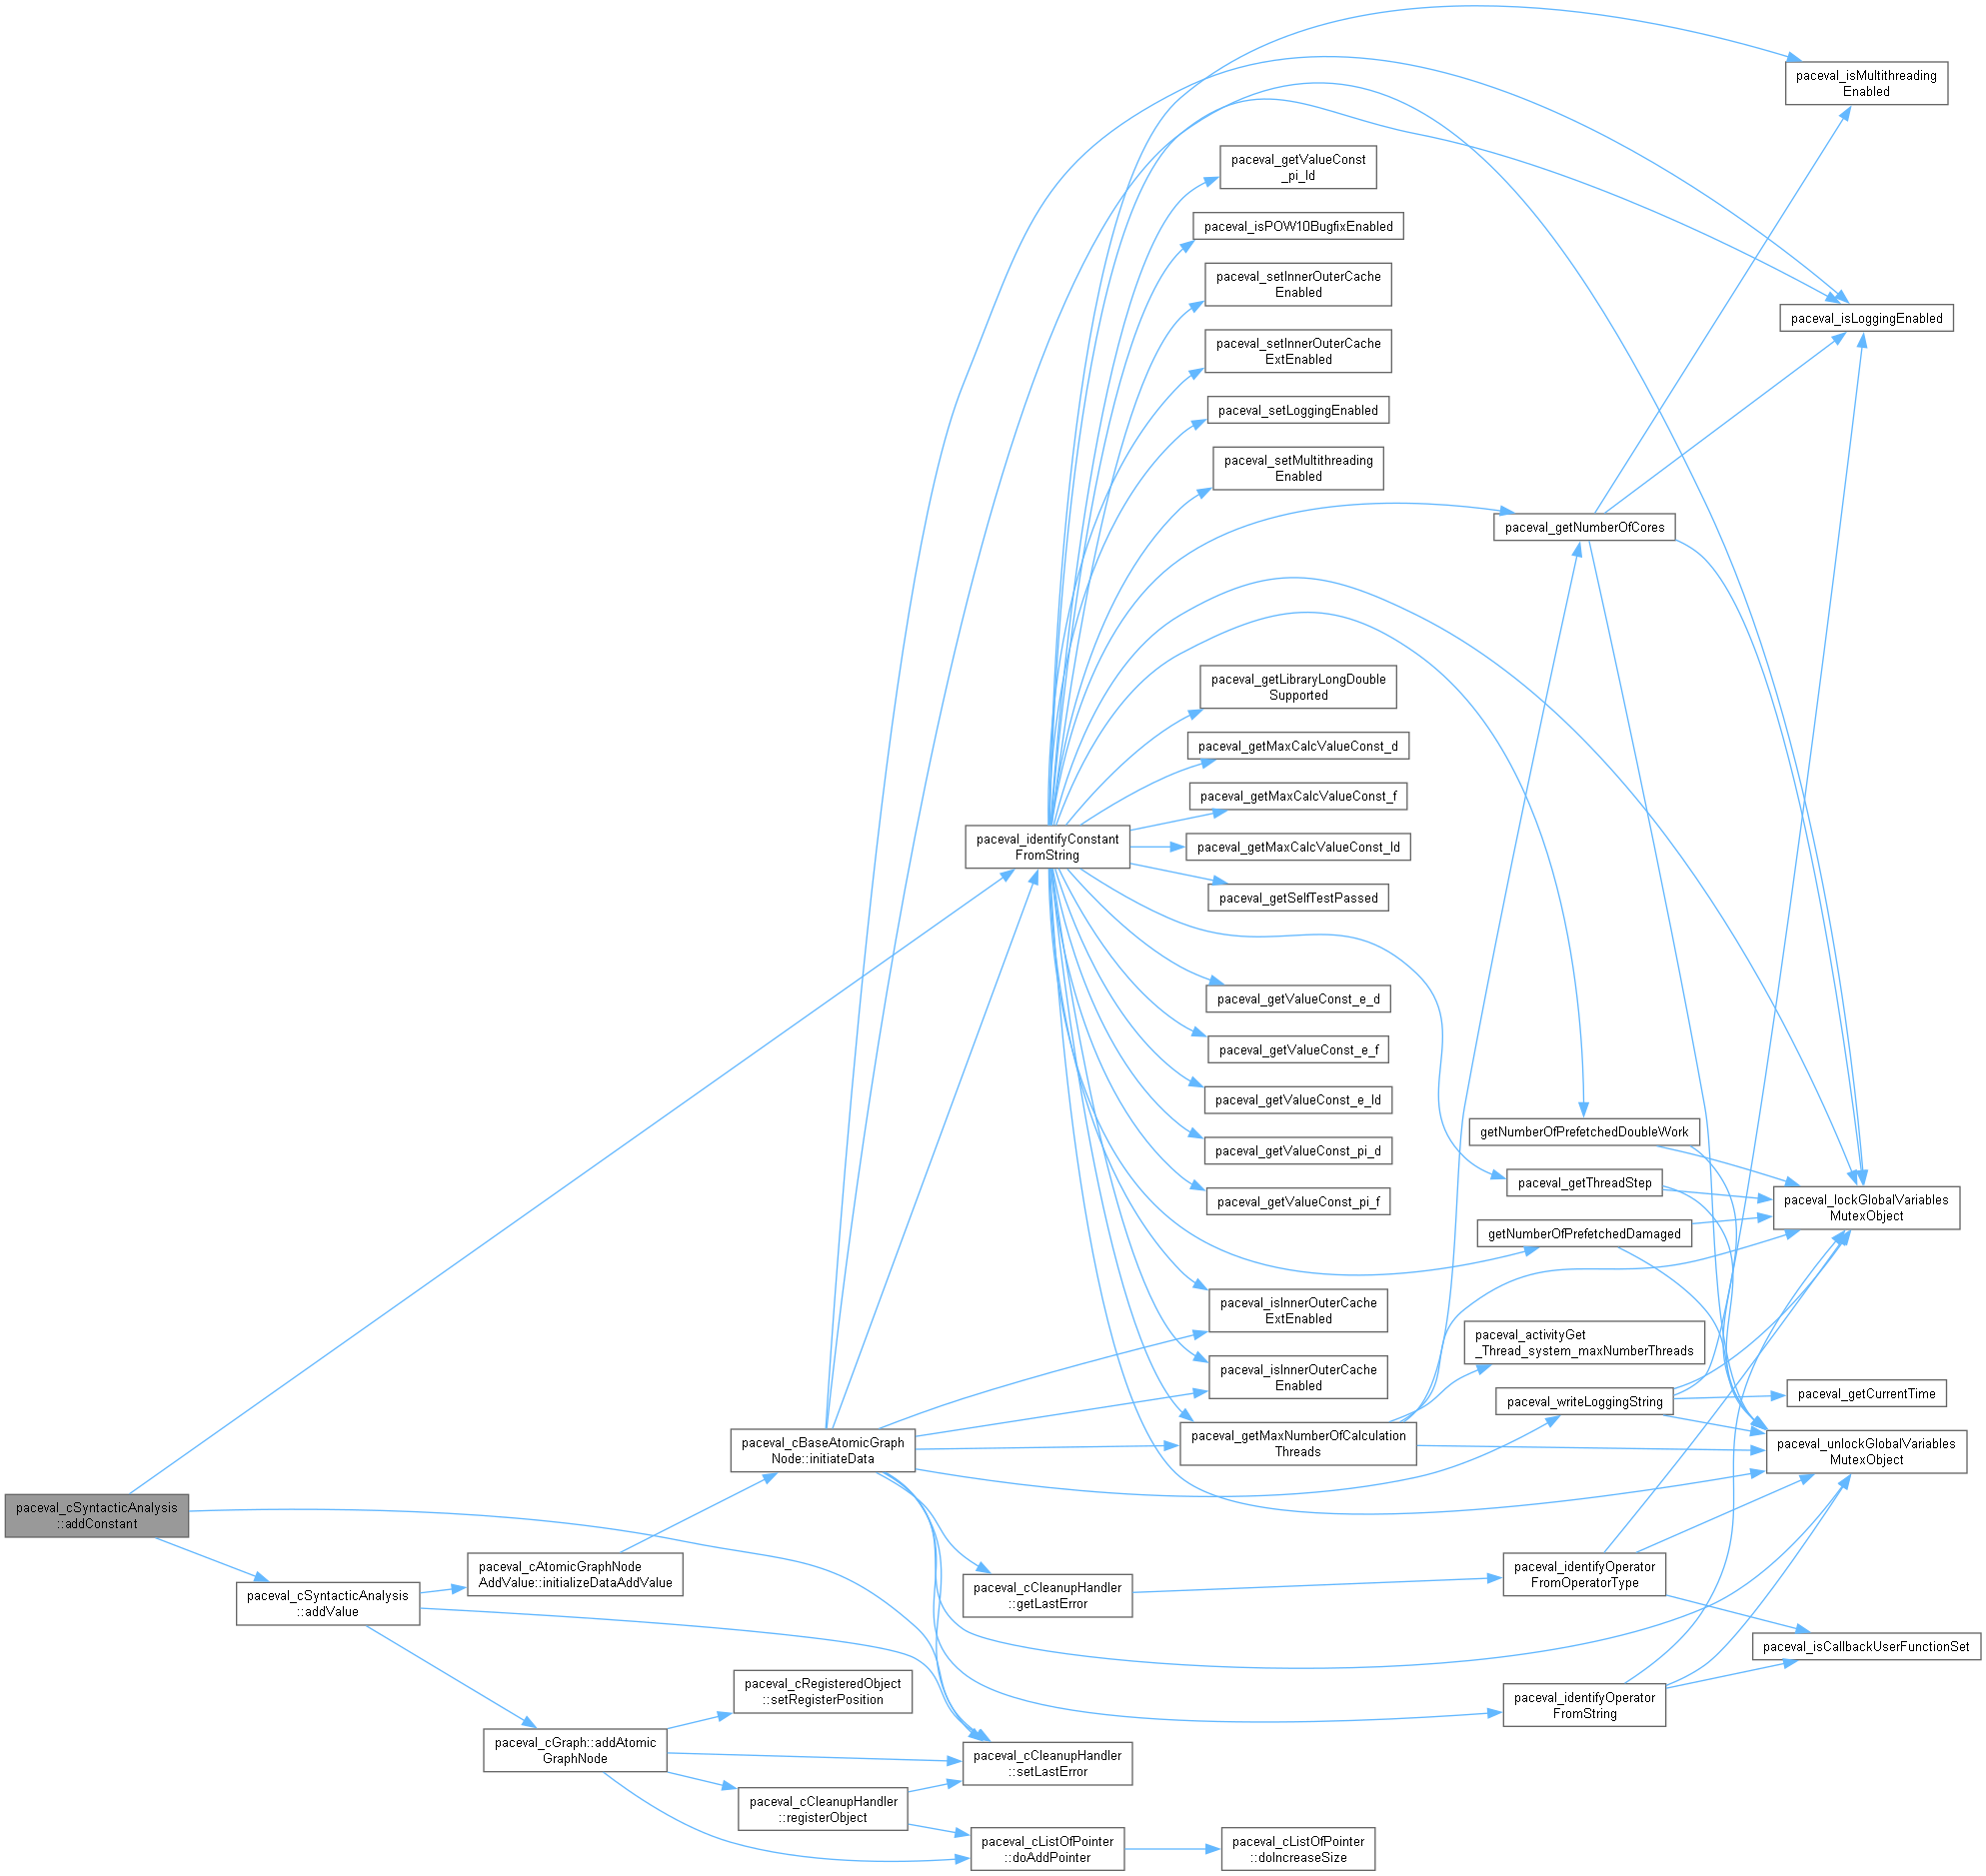 paceval_isMultithreading
Enabled
paceval_getValueConst
_pi_ld
paceval_isPOW10BugfixEnabled
paceval_setInnerOuterCache
Enabled
paceval_isLoggingEnabled
paceval_setInnerOuterCache
ExtEnabled
paceval_setLoggingEnabled
paceval_setMultithreading
Enabled
paceval_getNumberOfCores
paceval_getLibraryLongDouble
Supported
paceval_getMaxCalcValueConst_d
paceval_getMaxCalcValueConst_f
paceval_identifyConstant
FromString
paceval_getMaxCalcValueConst_ld
paceval_getSelfTestPassed
paceval_getValueConst_e_d
paceval_getValueConst_e_f
paceval_getValueConst_e_ld
getNumberOfPrefetchedDoubleWork
paceval_getValueConst_pi_d
paceval_getThreadStep
paceval_getValueConst_pi_f
paceval_lockGlobalVariables
MutexObject
getNumberOfPrefetchedDamaged
paceval_isInnerOuterCache
ExtEnabled
paceval_activityGet
_Thread_system_maxNumberThreads
paceval_isInnerOuterCache
Enabled
paceval_getCurrentTime
paceval_writeLoggingString
paceval_cBaseAtomicGraph
Node::initiateData
paceval_getMaxNumberOfCalculation
Threads
paceval_unlockGlobalVariables
MutexObject
paceval_cSyntacticAnalysis
::addConstant
paceval_cAtomicGraphNode
AddValue::initializeDataAddValue
paceval_identifyOperator
FromOperatorType
paceval_cCleanupHandler
::getLastError
paceval_cSyntacticAnalysis
::addValue
paceval_isCallbackUserFunctionSet
paceval_cRegisteredObject
::setRegisterPosition
paceval_identifyOperator
FromString
paceval_cGraph::addAtomic
GraphNode
paceval_cCleanupHandler
::setLastError
paceval_cCleanupHandler
::registerObject
paceval_cListOfPointer
::doAddPointer
paceval_cListOfPointer
::doIncreaseSize